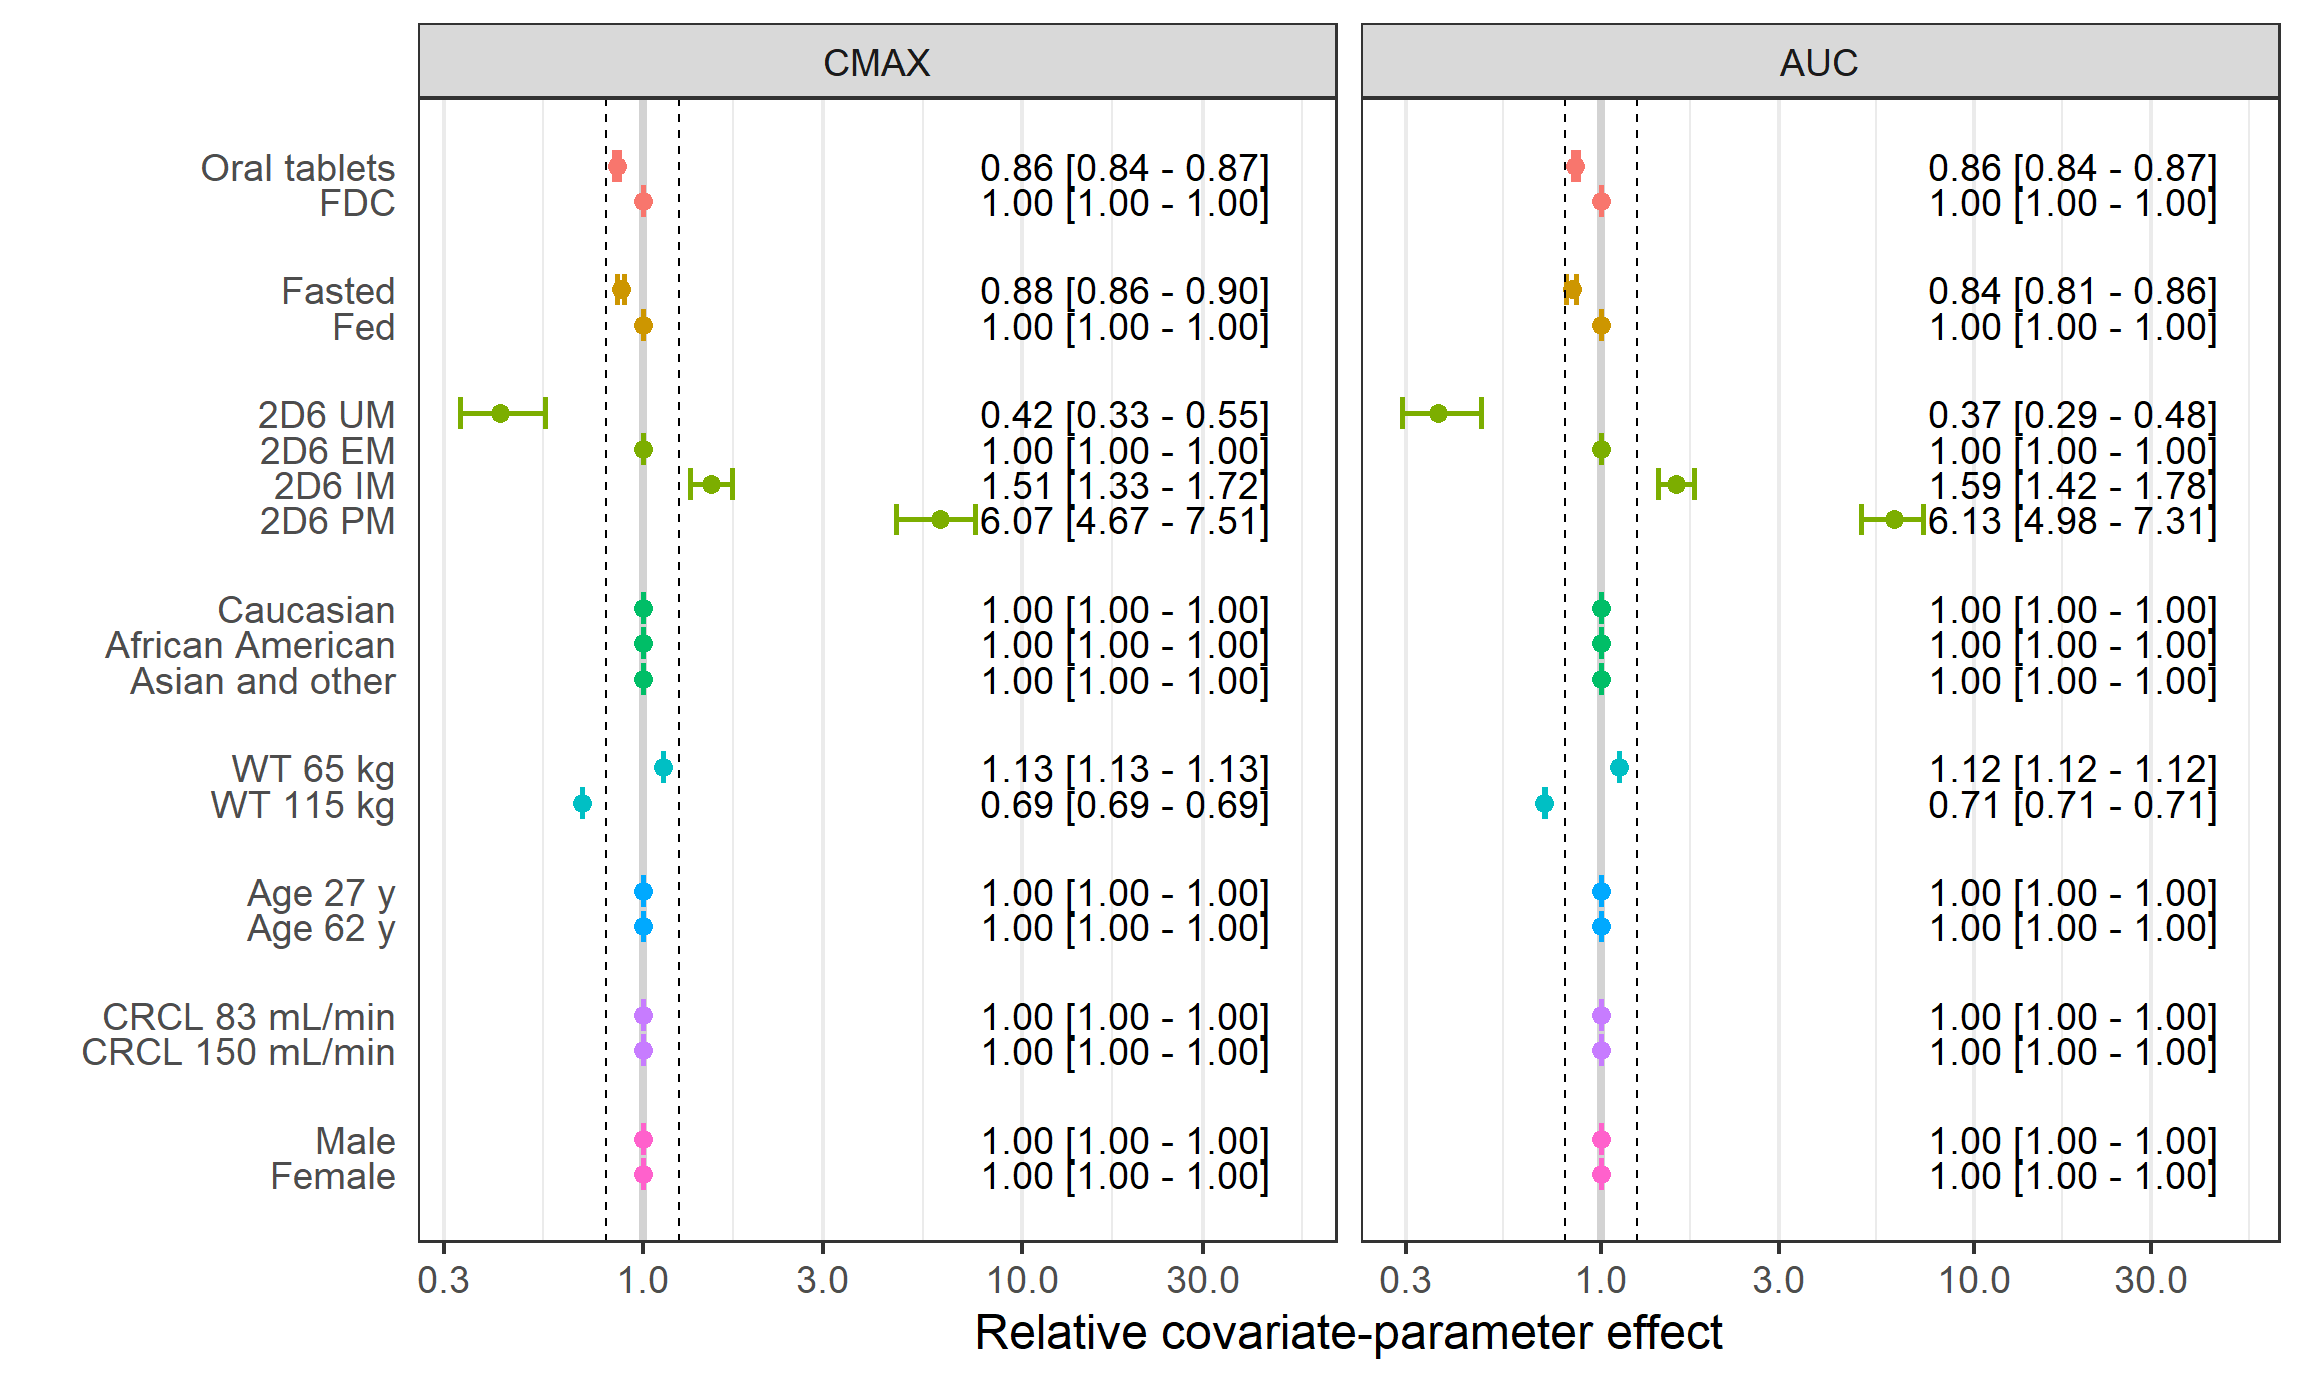 CMAX AUC
Oral tablets 0.86 [0.84 - 0.87] 0.86 [0.84 - 0.87]
FDC 1.00 [1.00 - 1.00] 1.00 [1.00 - 1.00]
Fasted 0.88 [0.86 - 0.90] 0.84 [0.81 - 0.86]
Fed 1.00 [1.00 - 1.00] 1.00 [1.00 - 1.00]
2D6 UM 0.42 [0.33 - 0.55] 0.37 [0.29 - 0.48]
2D6 EM 1.00 [1.00 - 1.00] 1.00 [1.00 - 1.00]
2D6 IM 1.51 [1.33 - 1.72] 1.59 [1.42 - 1.78]
2D6 PM 6.07 [4.67 - 7.51] 6.13 [4.98 - 7.31]
Caucasian 1.00 [1.00 - 1.00] 1.00 [1.00 - 1.00]
African American 1.00 [1.00 - 1.00] 1.00 [1.00 - 1.00]
Asian and other 1.00 [1.00 - 1.00] 1.00 [1.00 - 1.00]
WT 65 kg 1.13 [1.13 - 1.13] 1.12 [1.12 - 1.12]
WT 115 kg 0.69 [0.69 - 0.69] 0.71 [0.71 - 0.71]
Age 27 y 1.00 [1.00 - 1.00] 1.00 [1.00 - 1.00]
Age 62 y 1.00 [1.00 - 1.00] 1.00 [1.00 - 1.00]
CRCL 83 mL/min 1.00 [1.00 - 1.00] 1.00 [1.00 - 1.00]
CRCL 150 mL/min 1.00 [1.00 - 1.00] 1.00 [1.00 - 1.00]
Male 1.00 [1.00 - 1.00] 1.00 [1.00 - 1.00]
Female 1.00 [1.00 - 1.00] 1.00 [1.00 - 1.00]
0.3 1.0 3.0 10.0 30.0 0.3 1.0 3.0 10.0 30.0
Relative covariate-parameter effect